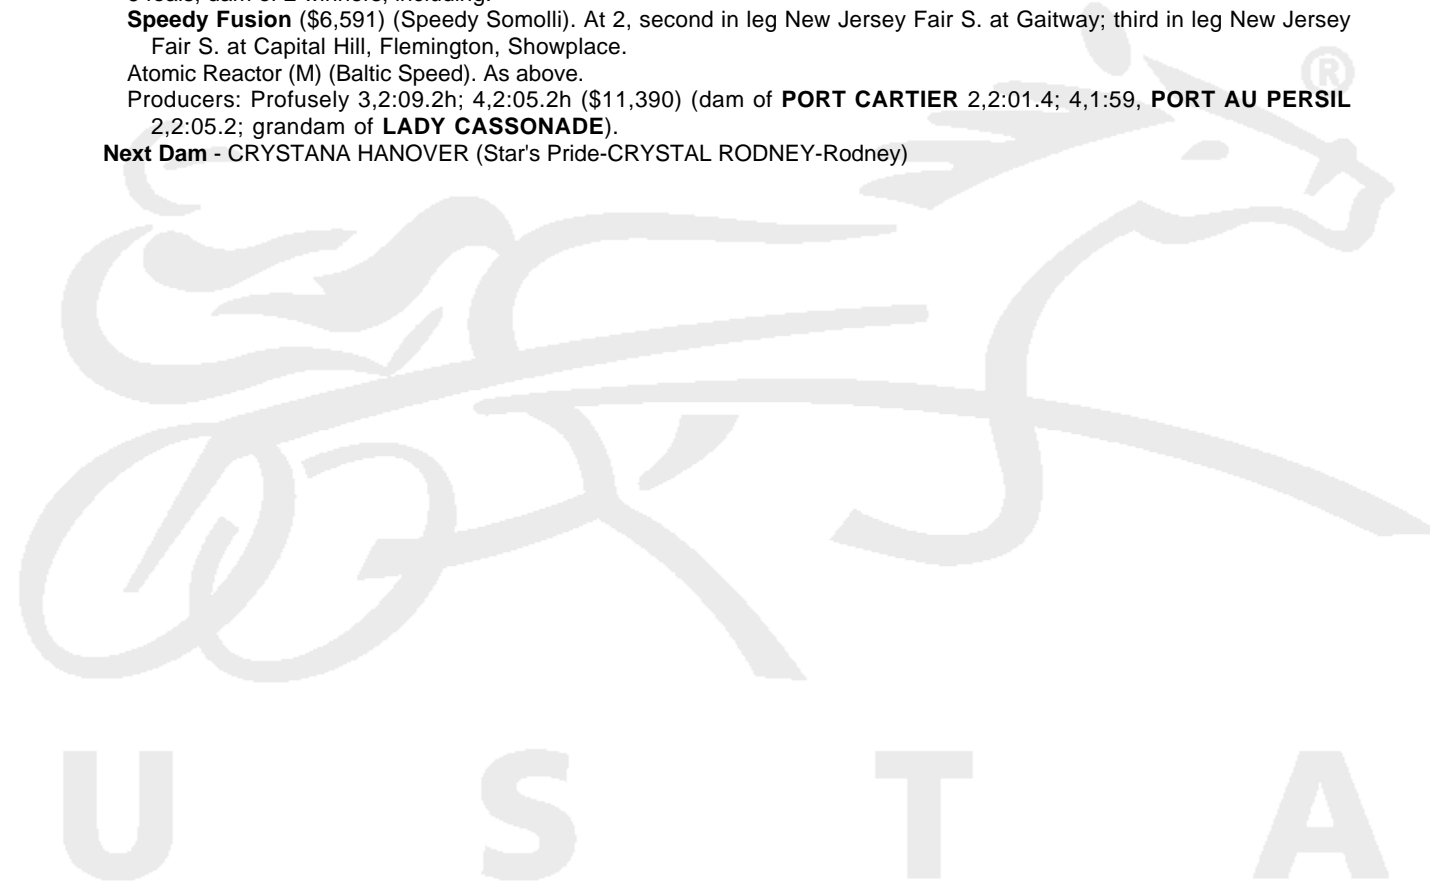 Speedy Fusion ($6,591) (Speedy Somolli). At 2, second in leg New Jersey Fair S. at Gaitway; third in leg New Jersey
Fair S. at Capital Hill, Flemington, Showplace.
Atomic Reactor (M) (Baltic Speed). As above.
Producers: Profusely 3,2:09.2h; 4,2:05.2h ($11,390) (dam of PORT CARTIER 2,2:01.4; 4,1:59, PORT AU PERSIL
2,2:05.2; grandam of LADY CASSONADE).
Next Dam - CRYSTANA HANOVER (Star's Pride-CRYSTAL RODNEY-Rodney)
®
U S T A